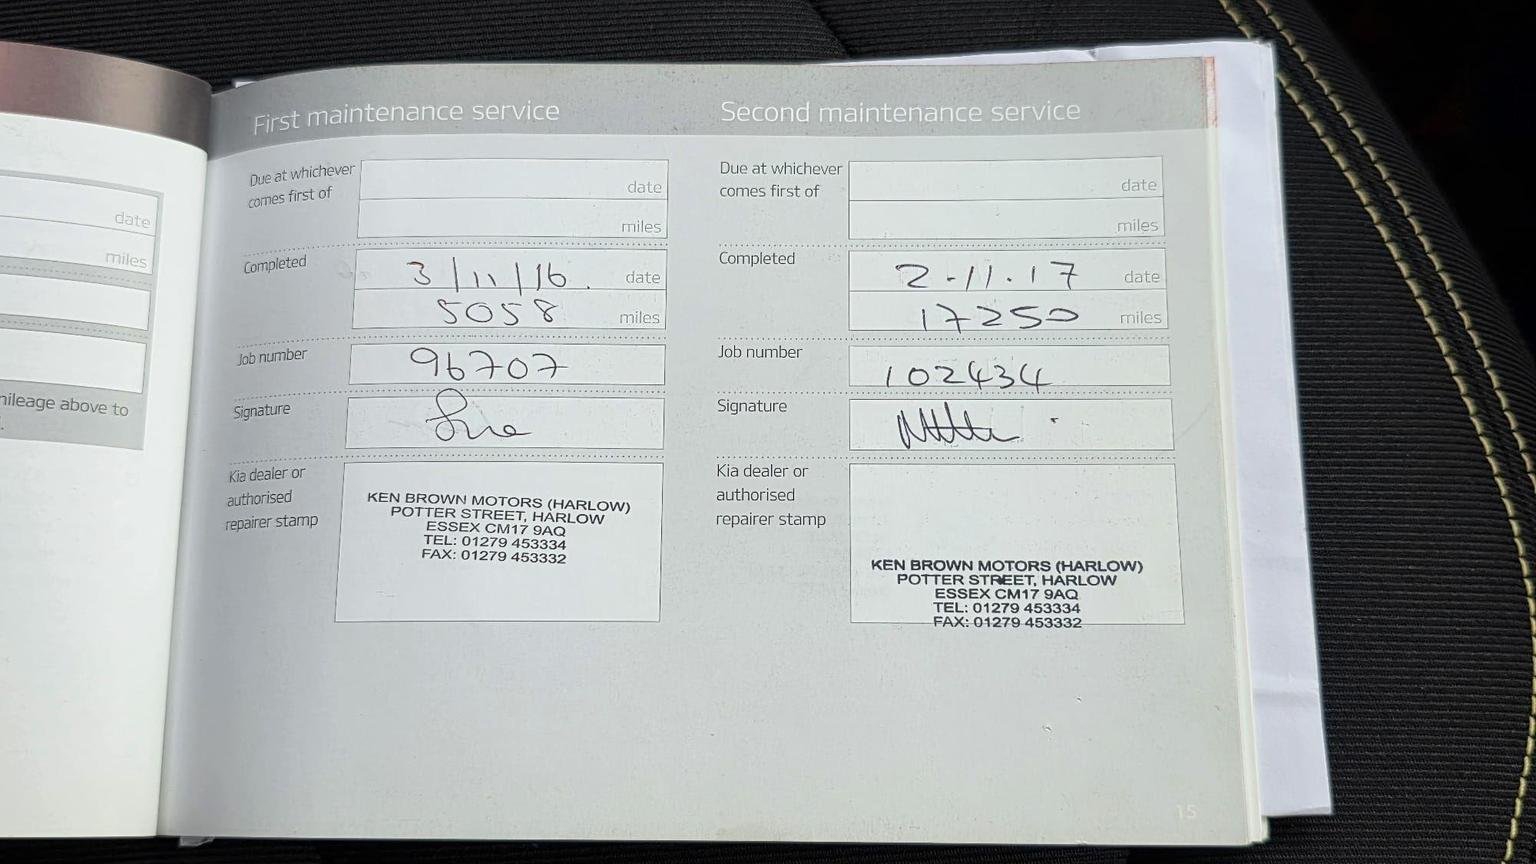 date
miles
mileage above to
First maintenance service
Due at whichever
comes first of
date
miles
Completed
3/11/16. date
5058 miles
Job number
96707
Signature
Kia dealer or
authorised
repairer stamp
KEN BROWN MOTORS (HARLOW)
POTTER STREET, HARLOW
ESSEX CM17 9AQ
TEL: 01279 453334
FAX: 01279 453332
Second maintenance service
Due at whichever
comes first of
date
miles
Completed
2-11.17 date
17250 miles
Job number
102434
Signature
Kia dealer or
authorised
repairer stamp
KEN BROWN MOTORS (HARLOW)
POTTER STREET, HARLOW
ESSEX CM17 9AQ
TEL: 01279 453334
FAX: 01279 453332
15